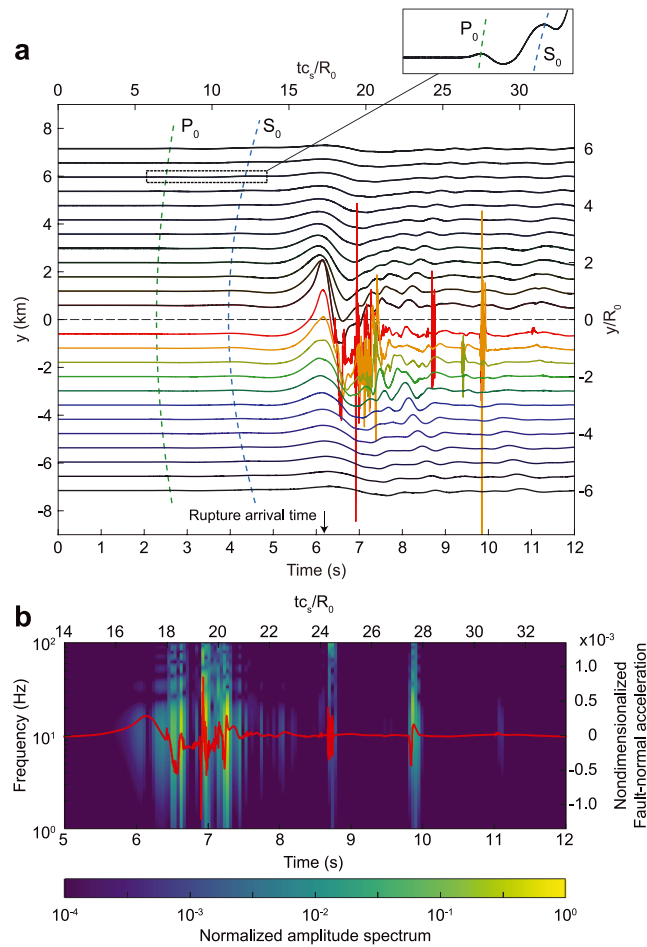 a
tc_s/R_0
0 5 10 15 20 25 30
P_0
S_0
8
6
4
2
0
-2
-4
-6
-8
y (km)
P_0
S_0
6
4
2
0
-2
-4
-6
y/R_0
Rupture arrival time
0 1 2 3 4 5 6 7 8 9 10 11 12
Time (s)
b
tc_s/R_0
14 16 18 20 22 24 26 28 30 32
10^2
10^1
10^0
Frequency (Hz)
×10^-3
1.0
0.5
0
-0.5
-1.0
Nondimensionalized
Fault-normal acceleration
5 6 7 8 9 10 11 12
Time (s)
10^-4 10^-3 10^-2 10^-1 10^0
Normalized amplitude spectrum